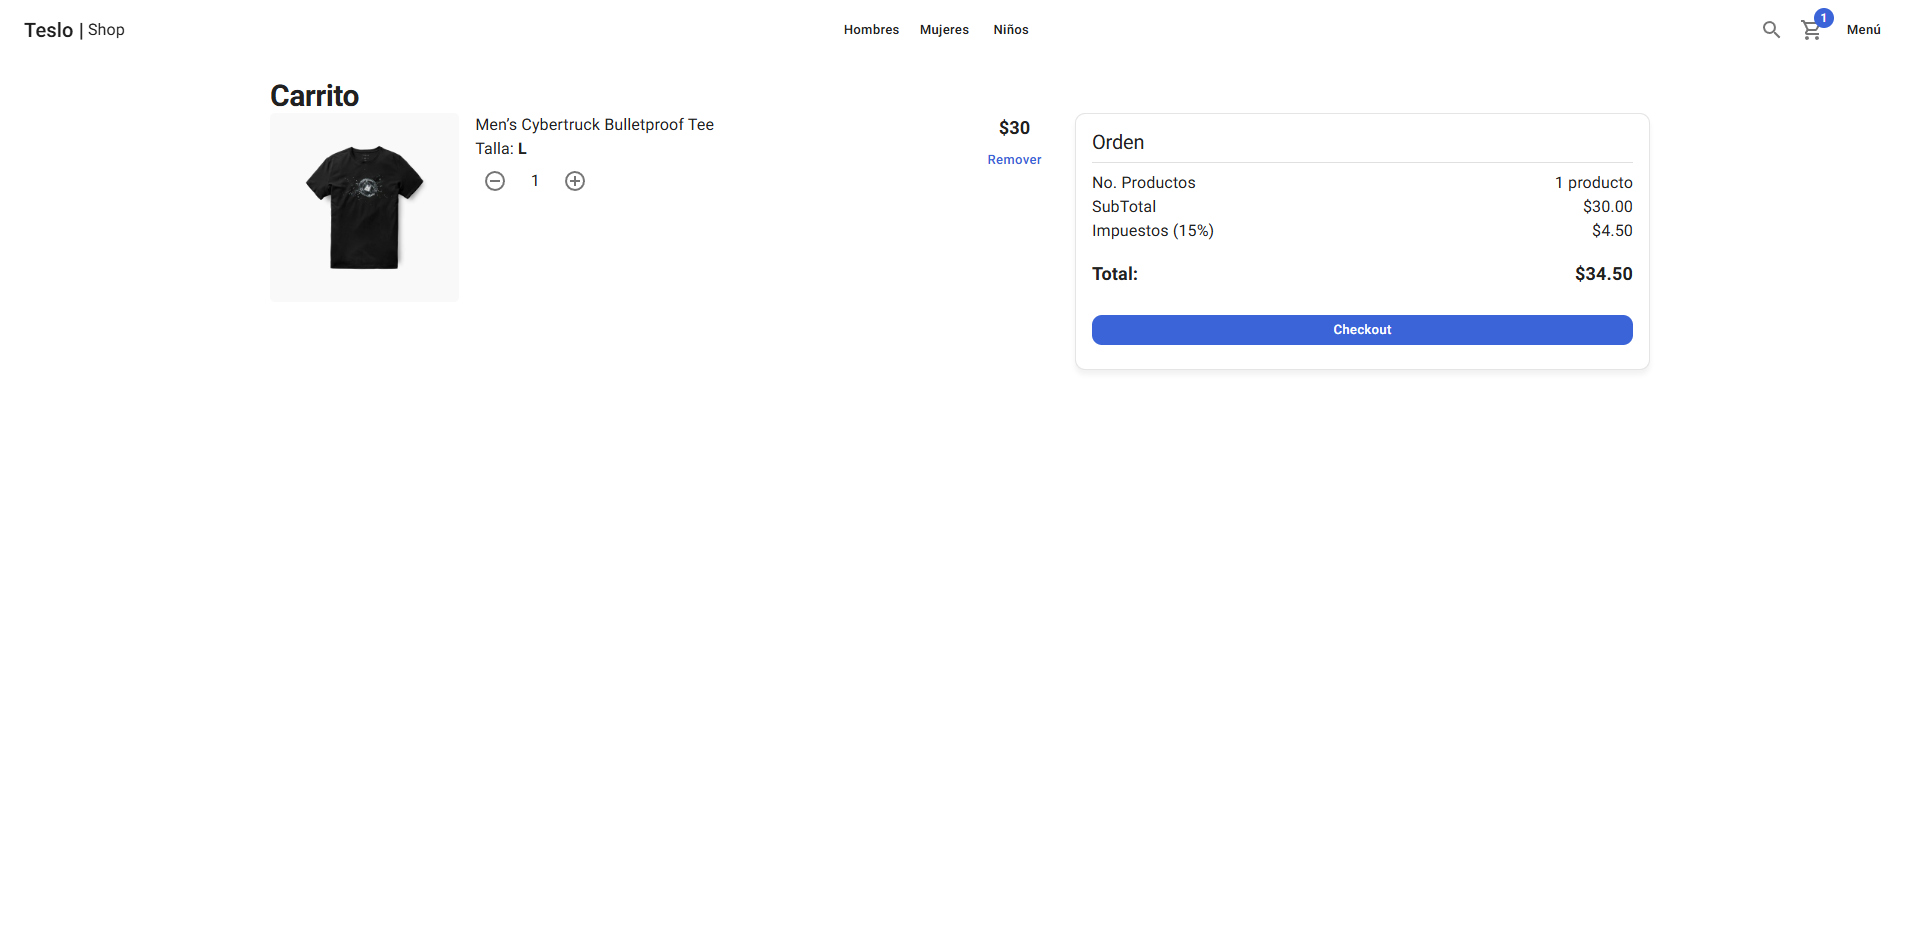 Teslo | Shop
Hombres Mujeres Niños
1
Menú
Carrito
Men’s Cybertruck Bulletproof Tee
Talla: L
1
$30
Remover
Orden
No. Productos 1 producto
SubTotal $30.00
Impuestos (15%) $4.50
Total: $34.50
Checkout